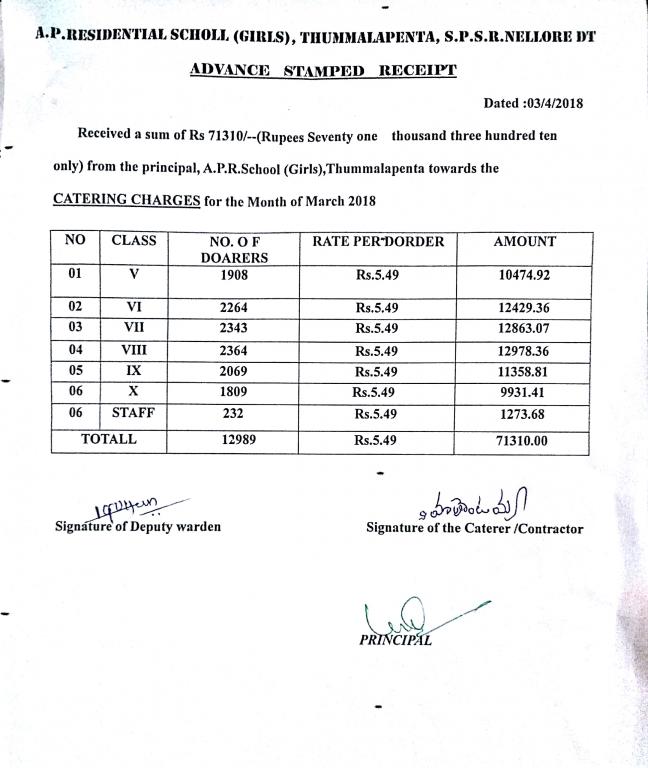 A.P.RESIDENTIAL SCHOLL (GIRLS), THUMMALAPENTA, S.P.S.R.NELLORE DT
ADVANCE STAMPED RECEIPT
Dated :03/4/2018
Received a sum of Rs 71310/--(Rupees Seventy one thousand three hundred ten
only) from the principal, A.P.R.School (Girls),Thummalapenta towards the
CATERING CHARGES for the Month of March 2018
NO CLASS NO. O F DOARERS RATE PER DORDER AMOUNT
01 V 1908 Rs.5.49 10474.92
02 VI 2264 Rs.5.49 12429.36
03 VII 2343 Rs.5.49 12863.07
04 VIII 2364 Rs.5.49 12978.36
05 IX 2069 Rs.5.49 11358.81
06 X 1809 Rs.5.49 9931.41
06 STAFF 232 Rs.5.49 1273.68
TOTALL 12989 Rs.5.49 71310.00
Signature of Deputy warden Signature of the Caterer /Contractor
PRINCIPAL